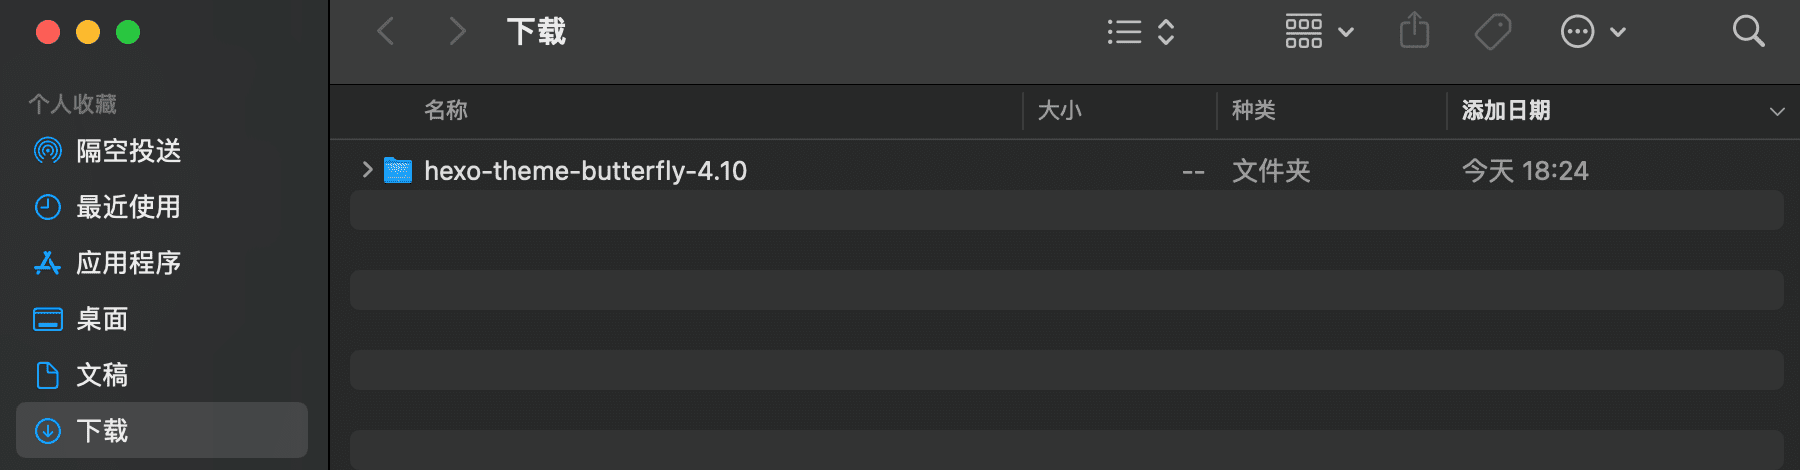 下载
个人收藏
隔空投送
最近使用
应用程序
桌面
文稿
下载
名称 大小 种类 添加日期
hexo-theme-butterfly-4.10 -- 文件夹 今天 18:24